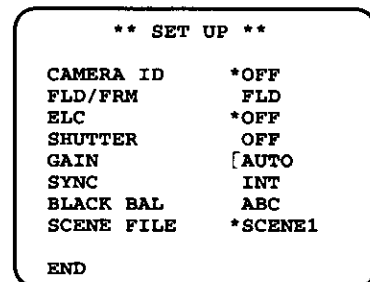 ** SET UP **
CAMERA ID *OFF
FLD/FRM FLD
ELC *OFF
SHUTTER OFF
GAIN [AUTO
SYNC INT
BLACK BAL ABC
SCENE FILE *SCENE1
END